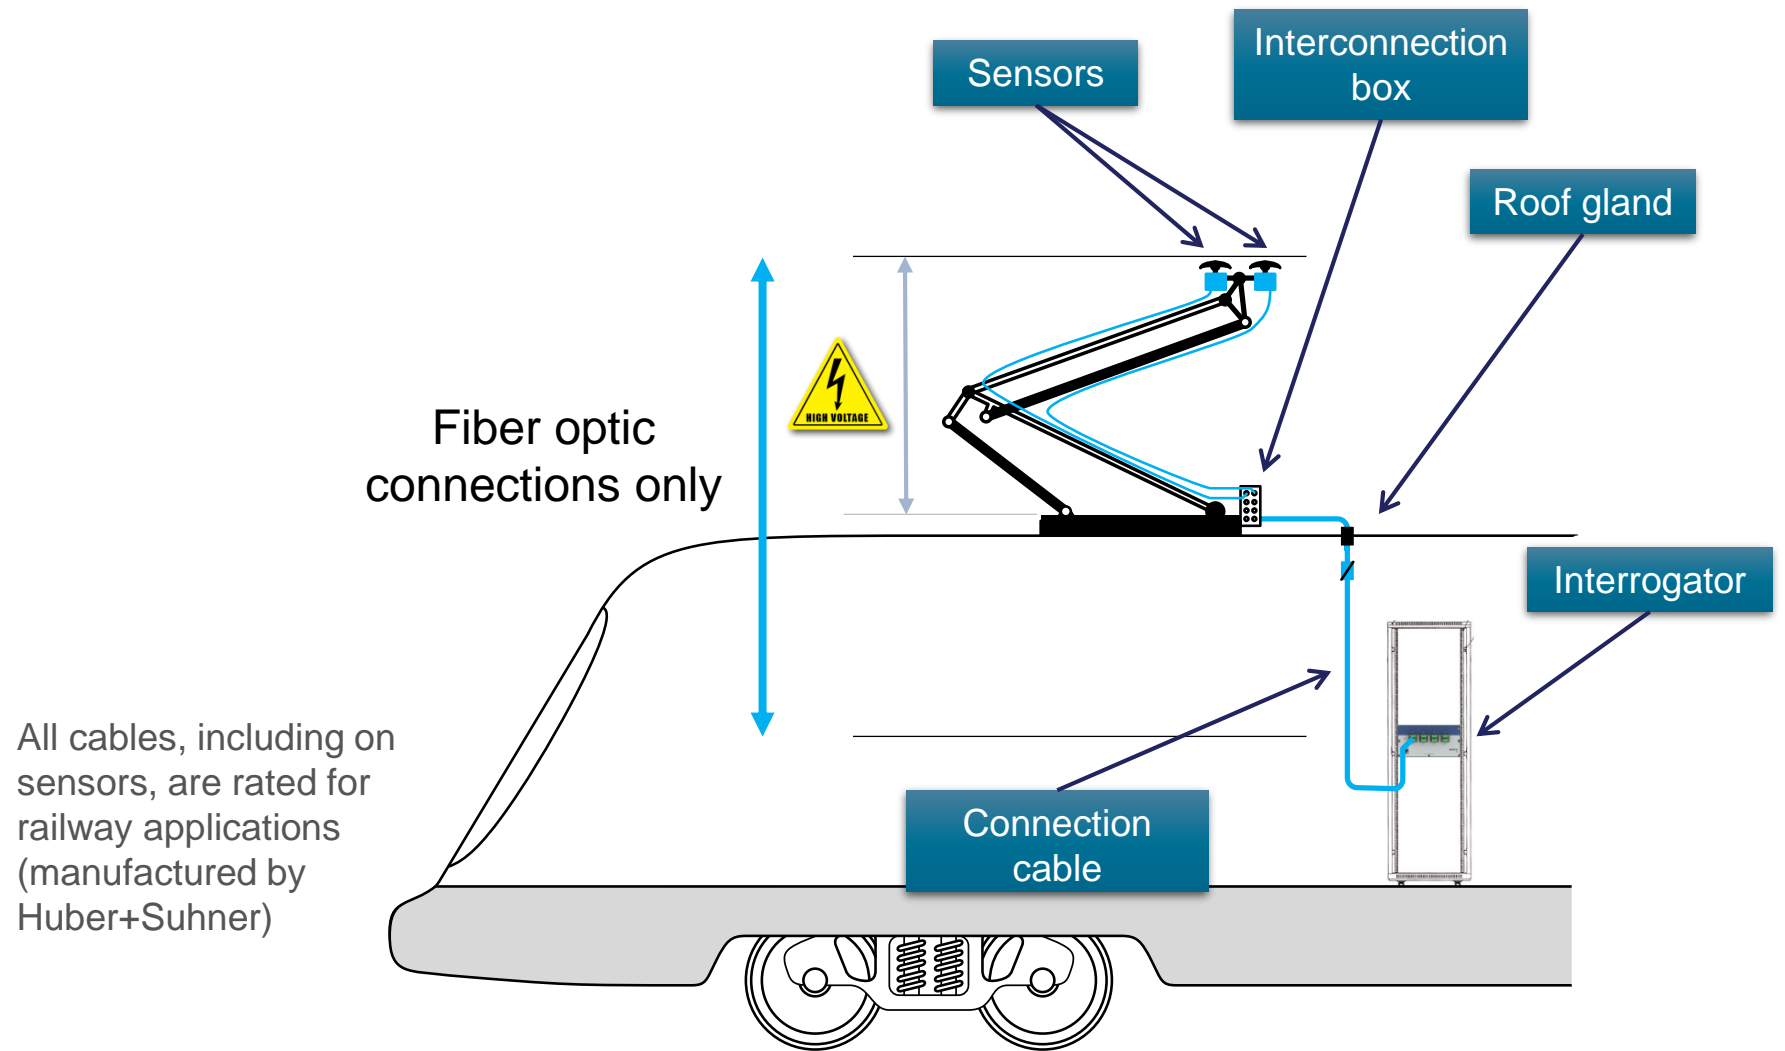 Interconnection
box
Sensors
Roof gland
HIGH VOLTAGE
Fiber optic
connections only
Interrogator
All cables, including on
sensors, are rated for
railway applications
(manufactured by
Huber+Suhner)
Connection
cable